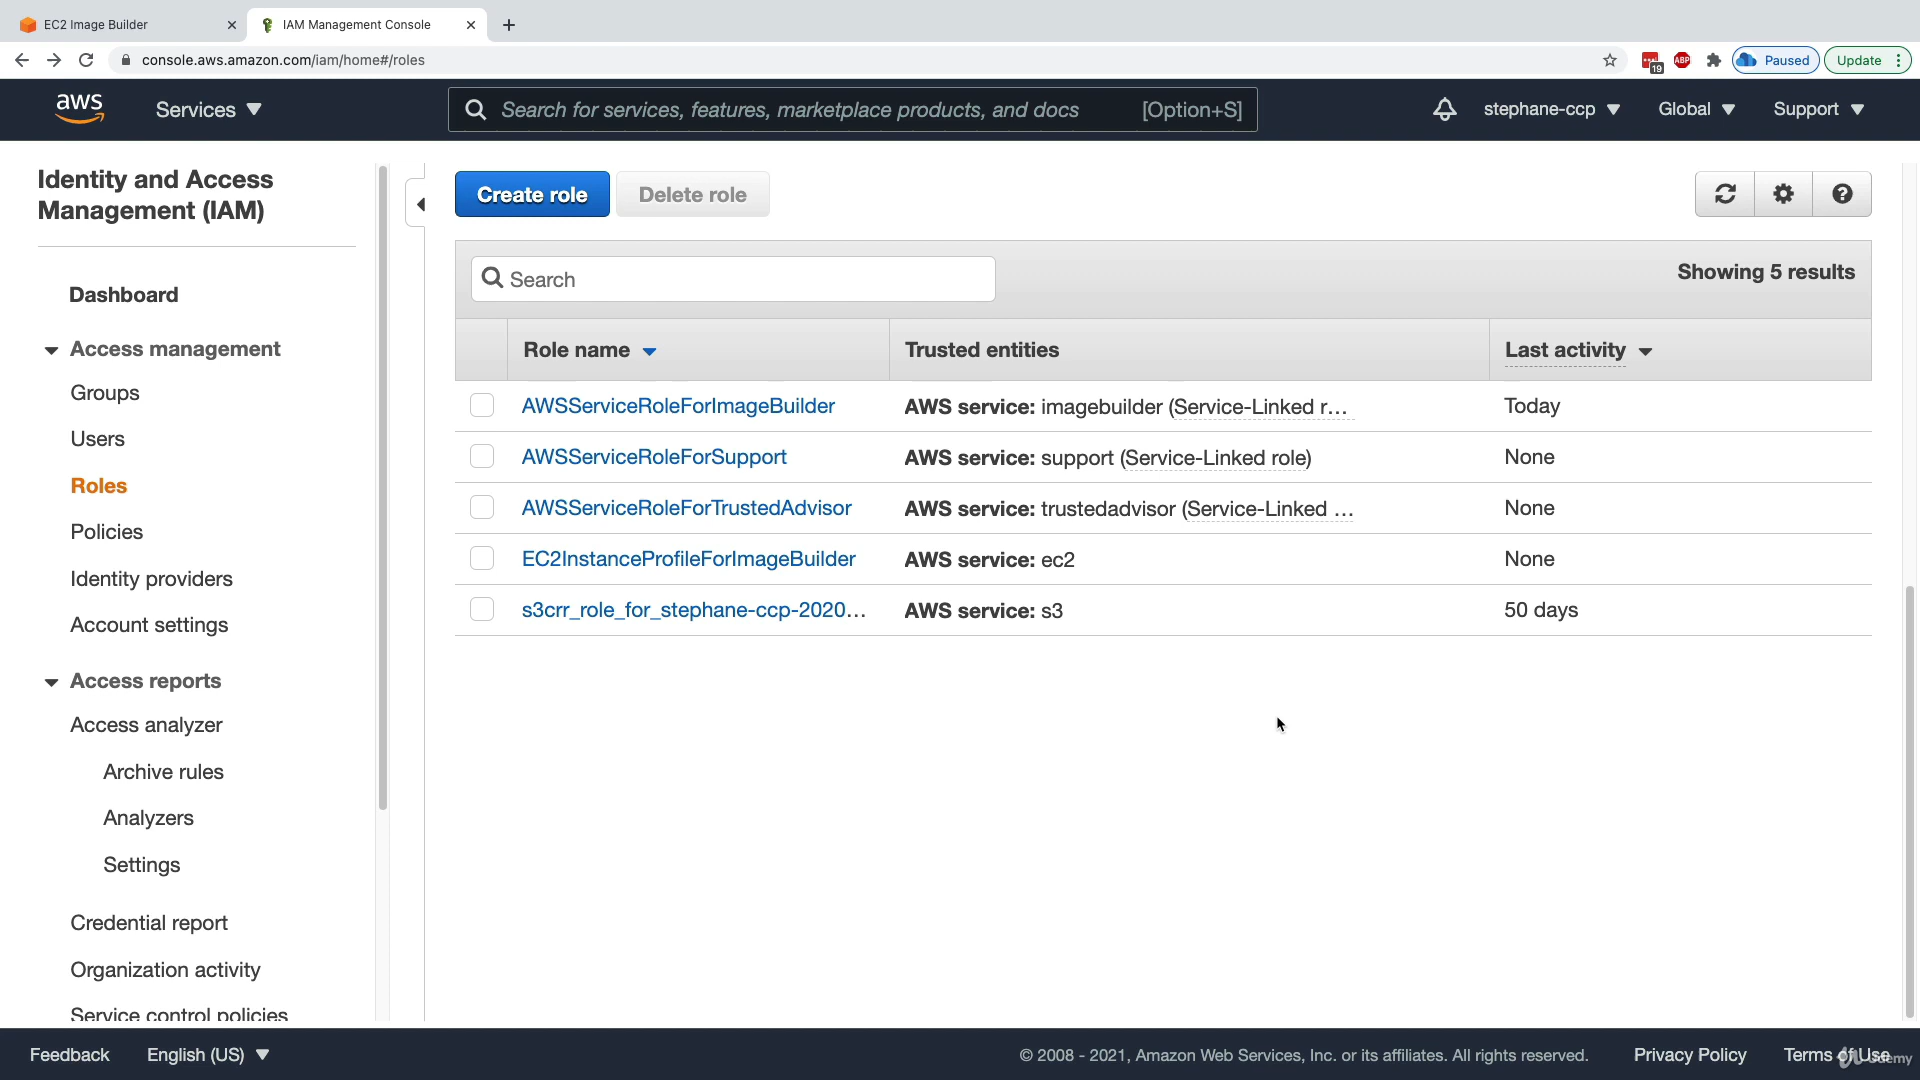 EC2 Image Builder
IAM Management Console
console.aws.amazon.com/iam/home#/roles
19
ABP
Paused
Update
aws
Services
Search for services, features, marketplace products, and docs
[Option+S]
stephane-ccp
Global
Support
Identity and Access
Management (IAM)
Dashboard
Access management
Groups
Users
Roles
Policies
Identity providers
Account settings
Access reports
Access analyzer
Archive rules
Analyzers
Settings
Credential report
Organization activity
Service control policies
Create role
Delete role
Search
Showing 5 results
Role name
Trusted entities
Last activity
AWSServiceRoleForImageBuilder
AWS service: imagebuilder (Service-Linked r…
Today
AWSServiceRoleForSupport
AWS service: support (Service-Linked role)
None
AWSServiceRoleForTrustedAdvisor
AWS service: trustedadvisor (Service-Linked …
None
EC2InstanceProfileForImageBuilder
AWS service: ec2
None
s3crr_role_for_stephane-ccp-2020…
AWS service: s3
50 days
Feedback
English (US)
© 2008 - 2021, Amazon Web Services, Inc. or its affiliates. All rights reserved.
Privacy Policy
Terms of Use
Udemy